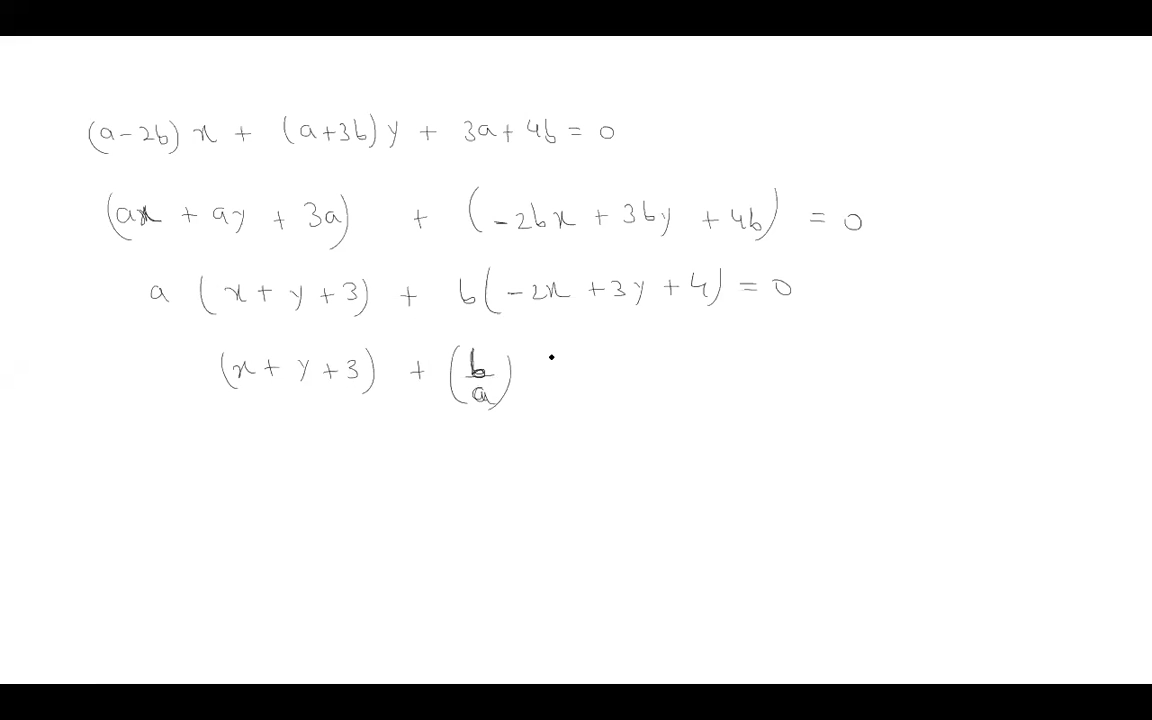 (a-2b) x + (a+3b) y + 3a + 4b = 0
(ax + ay + 3a) + (-2bx + 3by + 4b) = 0
a (x + y + 3) + b(-2x + 3y + 4) = 0
(x + y + 3) + (b/a)